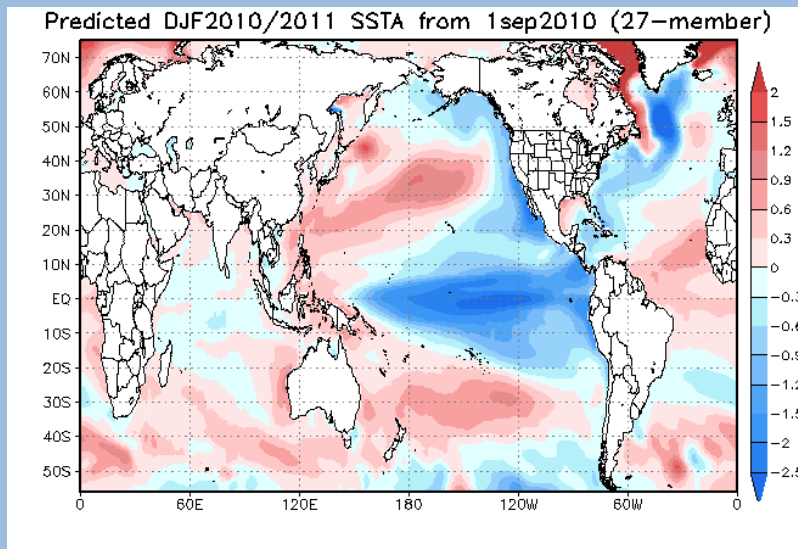 Predicted DJF2010/2011 SSTA from 1sep2010 (27-member)
70N
60N
50N
40N
30N
20N
10N
EQ
10S
20S
30S
40S
50S
0
60E
120E
180
120W
60W
0
2
1.5
1.2
0.9
0.6
0.3
0
-0.3
-0.6
-0.9
-1.2
-1.5
-2
-2.5